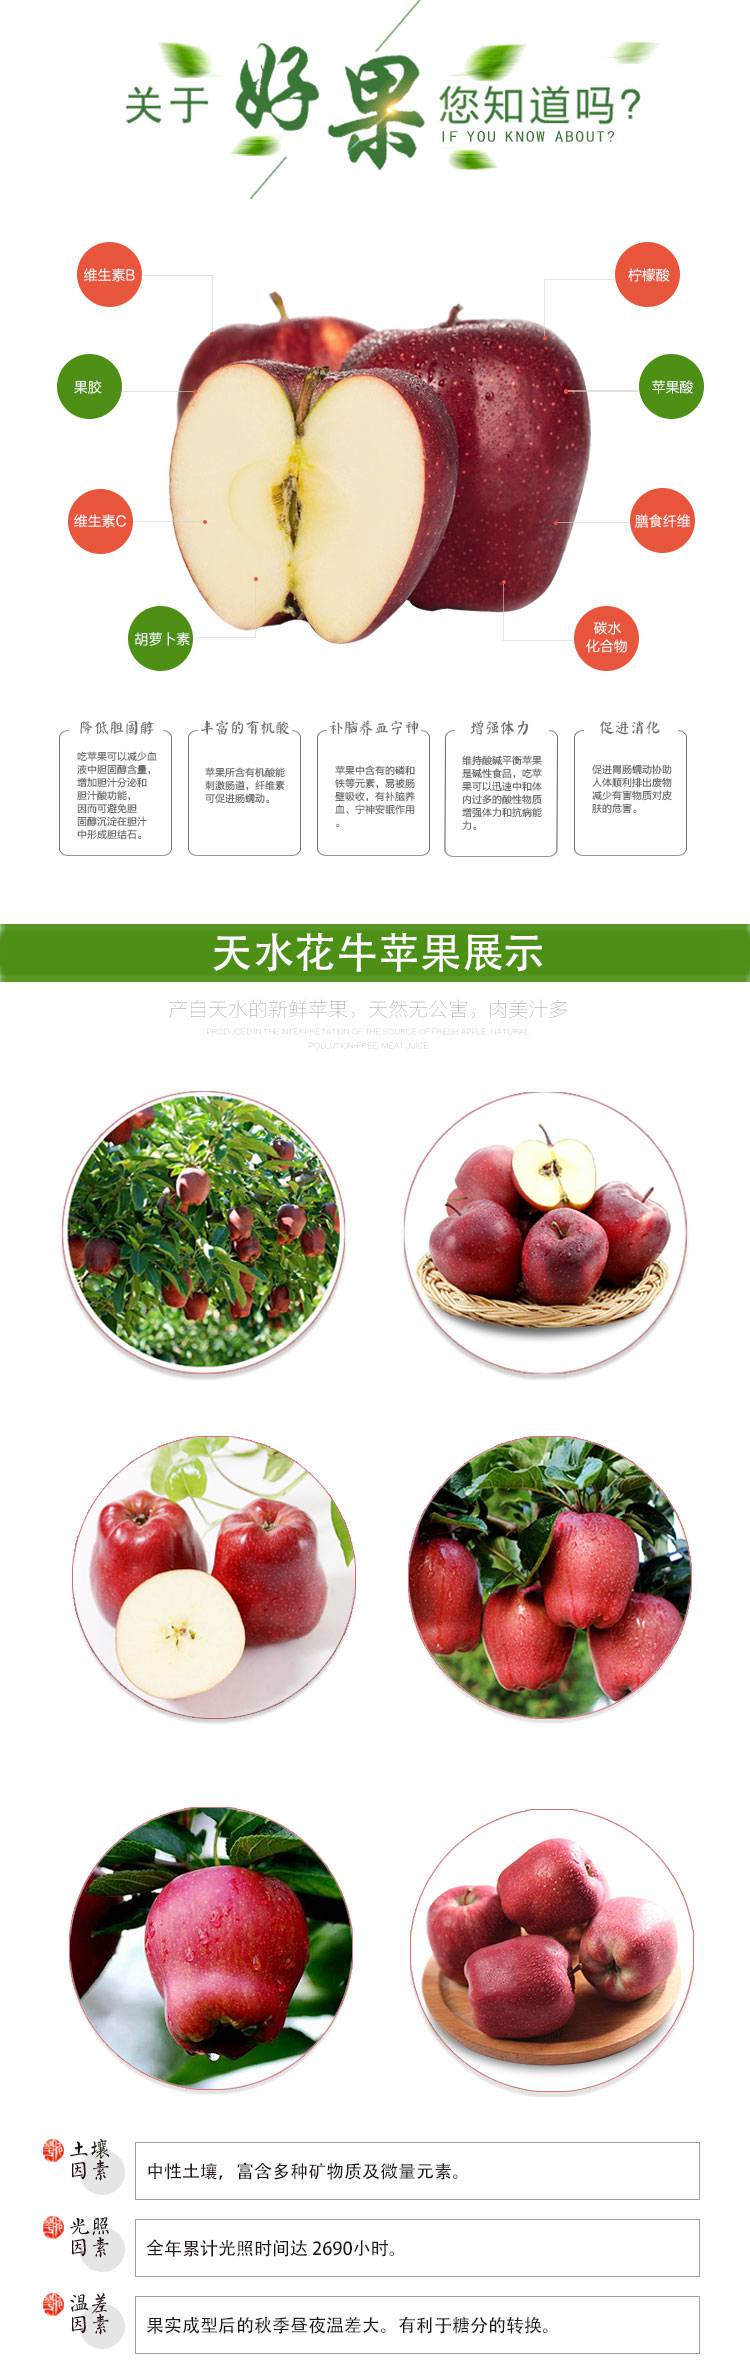 关于好果您知道吗?
IF YOU KNOW ABOUT?
维生素B
柠檬酸
果胶
苹果酸
维生素C
膳食纤维
胡萝卜素
碳水
化合物
降低胆固醇
吃苹果可以减少血
液中胆固醇含量,
增加胆汁分泌和
胆汁酸功能,
因而可避免胆
固醇沉淀在胆汁
中形成胆结石。
丰富的有机酸
苹果所含有机酸能
刺激肠道,纤维素
可促进肠蠕动。
补脑养血宁神
苹果中含有的磷和
铁等元素,易被肠
壁吸收,有补脑养
血、宁神安眠作用
。
增强体力
维持酸碱平衡苹果
是碱性食品,吃苹
果可以迅速中和体
内过多的酸性物质
增强体力和抗病能
力。
促进消化
促进胃肠蠕动协助
人体顺利排出废物
减少有害物质对皮
肤的危害。
天水花牛苹果展示
产自天水的新鲜苹果，天然无公害，肉美汁多
PRODUCED IN THE INTERPRETATION OF THE SOURCE OF FRESH APPLE, NATURAL
POLLUTION-FREE, MEAT JUICE
土壤
因素
中性土壤，富含多种矿物质及微量元素。
光照
因素
全年累计光照时间达 2690小时。
温差
因素
果实成型后的秋季昼夜温差大。有利于糖分的转换。